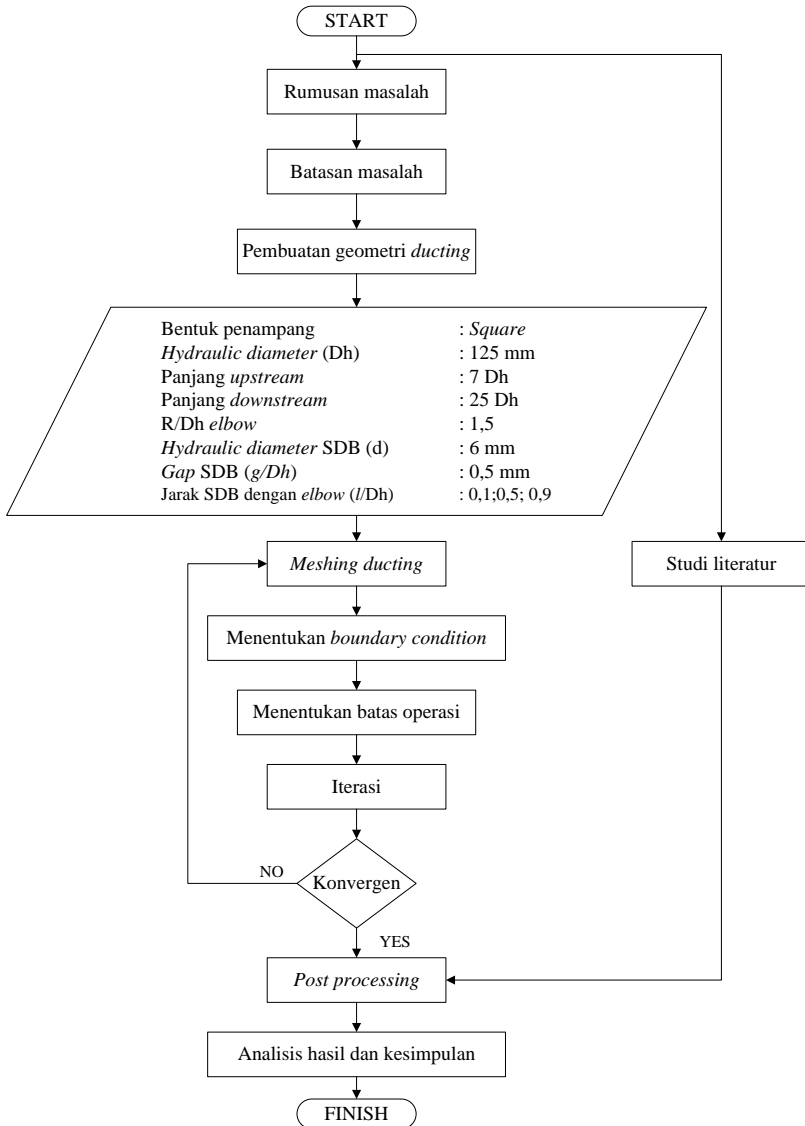 START
Rumusan masalah
Batasan masalah
Pembuatan geometri ducting
Bentuk penampang : Square
Hydraulic diameter (Dh) : 125 mm
Panjang upstream : 7 Dh
Panjang downstream : 25 Dh
R/Dh elbow : 1,5
Hydraulic diameter SDB (d) : 6 mm
Gap SDB (g/Dh) : 0,5 mm
Jarak SDB dengan elbow (l/Dh) : 0,1;0,5; 0,9
Meshing ducting
Studi literatur
Menentukan boundary condition
Menentukan batas operasi
Iterasi
NO
Konvergen
YES
Post processing
Analisis hasil dan kesimpulan
FINISH